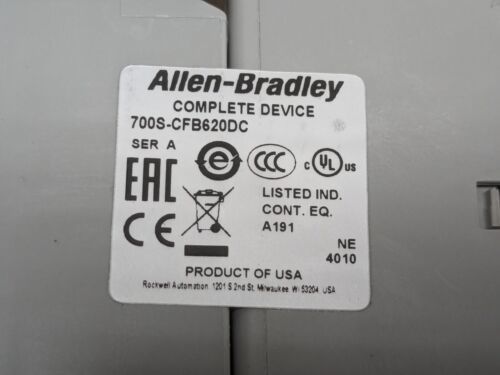 Allen-Bradley
COMPLETE DEVICE
700S-CFB620DC
SER A
e CCC c UL US
EAC
LISTED IND.
CONT. EQ.
A191
CE
NE
4010
PRODUCT OF USA
Rockwell Automation 1201 S 2nd St, Milwaukee WI 53204 USA